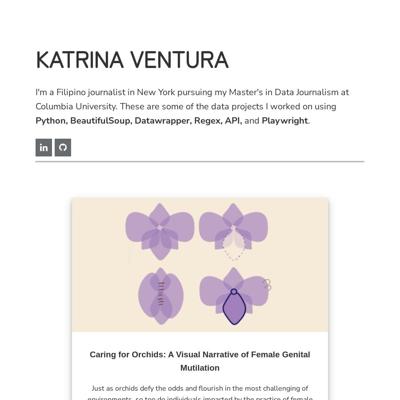 KATRINA VENTURA
I'm a Filipino journalist in New York pursuing my Master's in Data Journalism at
Columbia University. These are some of the data projects I worked on using
Python, BeautifulSoup, Datawrapper, Regex, API, and Playwright.
in
Caring for Orchids: A Visual Narrative of Female Genital
Mutilation
Just as orchids defy the odds and flourish in the most challenging of
environments, so too do individuals impacted by the practice of female